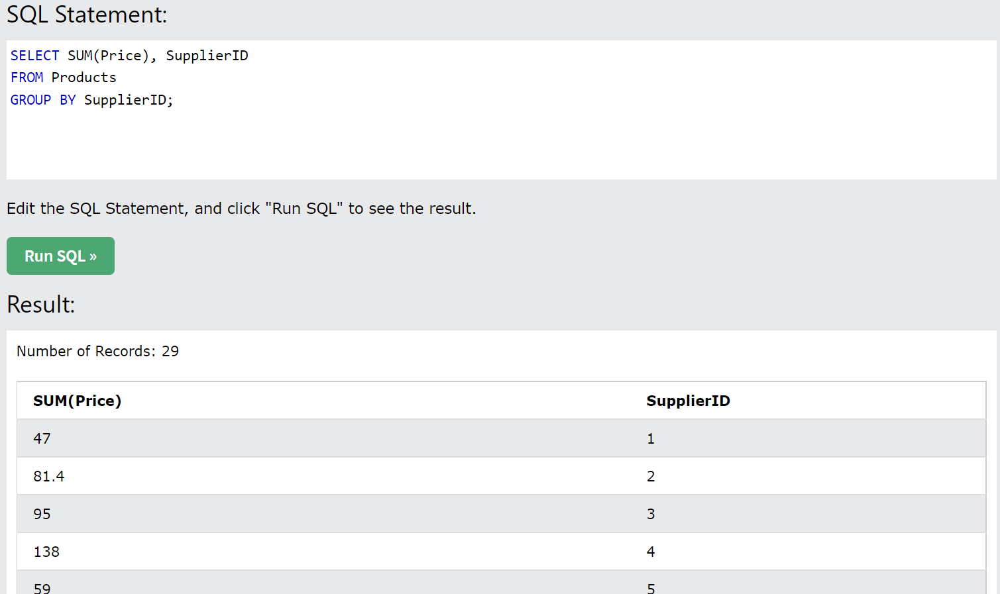 SQL Statement:
SELECT SUM(Price), SupplierID
FROM Products
GROUP BY SupplierID;
Edit the SQL Statement, and click "Run SQL" to see the result.
Run SQL »
Result:
Number of Records: 29
SUM(Price) SupplierID
47 1
81.4 2
95 3
138 4
59 5